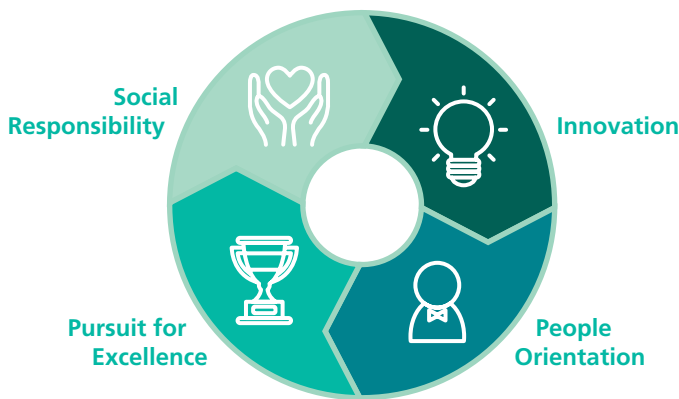 Social
Responsibility
Innovation
Pursuit for
Excellence
People
Orientation